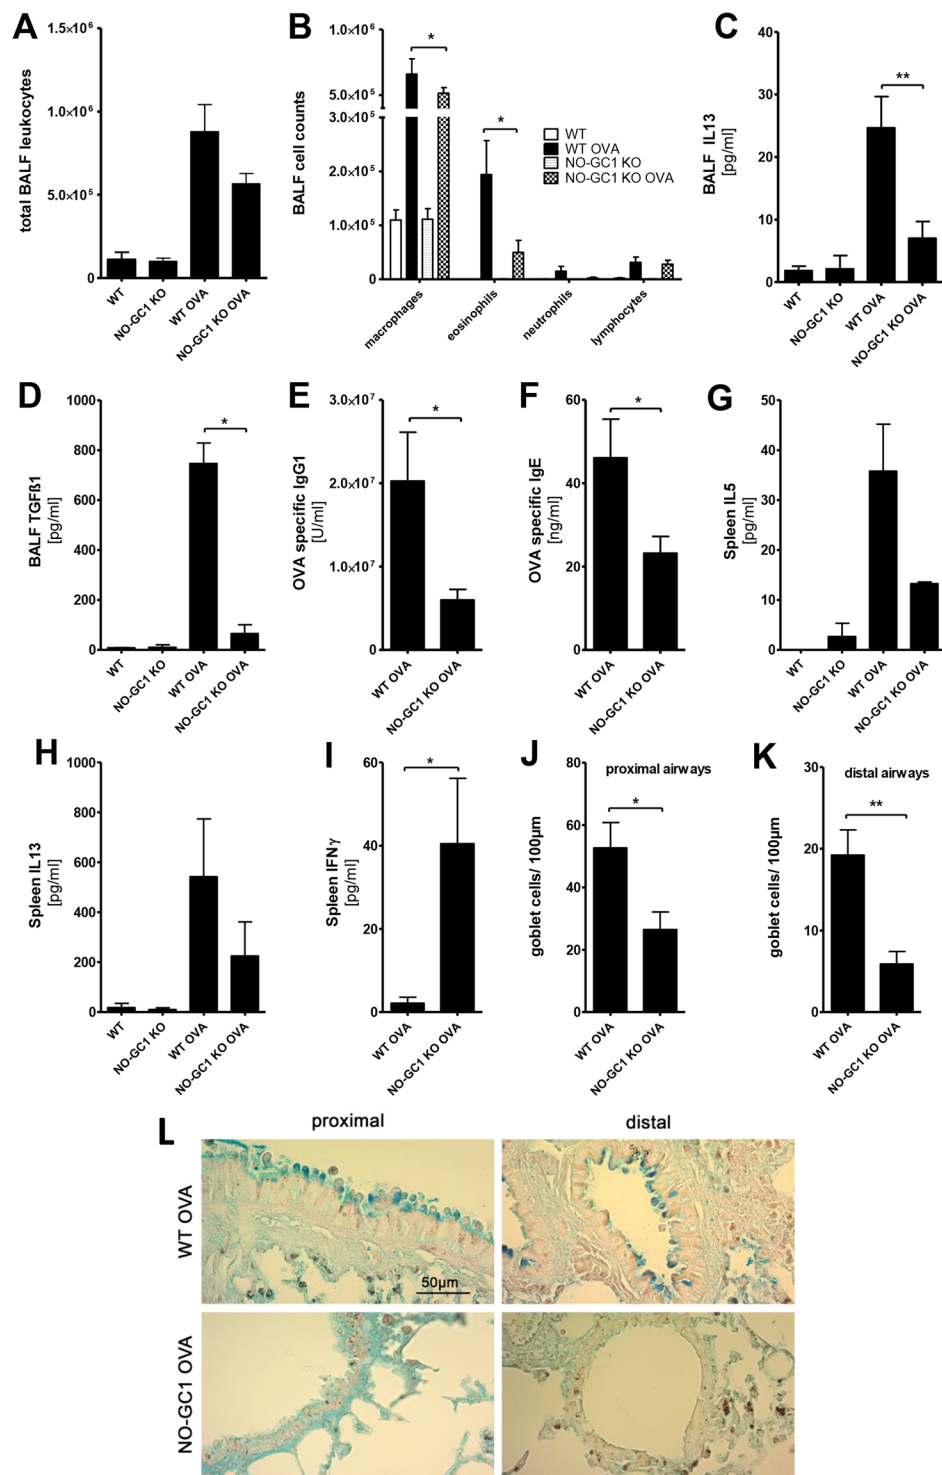 A
total BALF leukocytes
1.5×10⁶
1.0×10⁶
5.0×10⁵
0
WT
NO-GC1 KO
WT OVA
NO-GC1 KO OVA
B
BALF cell counts
1.0×10⁶
5.0×10⁵
3.0×10⁵
2.0×10⁵
1.0×10⁵
0
*
*
WT
WT OVA
NO-GC1 KO
NO-GC1 KO OVA
macrophages
eosinophils
neutrophils
lymphocytes
C
BALF IL13
[pg/ml]
40
30
20
10
0
**
WT
NO-GC1 KO
WT OVA
NO-GC1 KO OVA
D
BALF TGFß1
[pg/ml]
1000
800
600
400
200
0
*
WT
NO-GC1 KO
WT OVA
NO-GC1 KO OVA
E
OVA specific IgG1
[U/ml]
3.0×10⁷
2.0×10⁷
1.0×10⁷
0
*
WT OVA
NO-GC1 KO OVA
F
OVA specific IgE
[ng/ml]
60
40
20
0
*
WT OVA
NO-GC1 KO OVA
G
Spleen IL5
[pg/ml]
50
40
30
20
10
0
WT
NO-GC1 KO
WT OVA
NO-GC1 KO OVA
H
Spleen IL13
[pg/ml]
1000
800
600
400
200
0
WT
NO-GC1 KO
WT OVA
NO-GC1 KO OVA
I
Spleen IFNγ
[pg/ml]
60
40
20
0
*
WT OVA
NO-GC1 KO OVA
J
proximal airways
goblet cells/ 100µm
80
60
40
20
0
*
WT OVA
NO-GC1 KO OVA
K
distal airways
goblet cells/ 100µm
30
20
10
0
**
WT OVA
NO-GC1 KO OVA
L
proximal
distal
WT OVA
50µm
NO-GC1 OVA